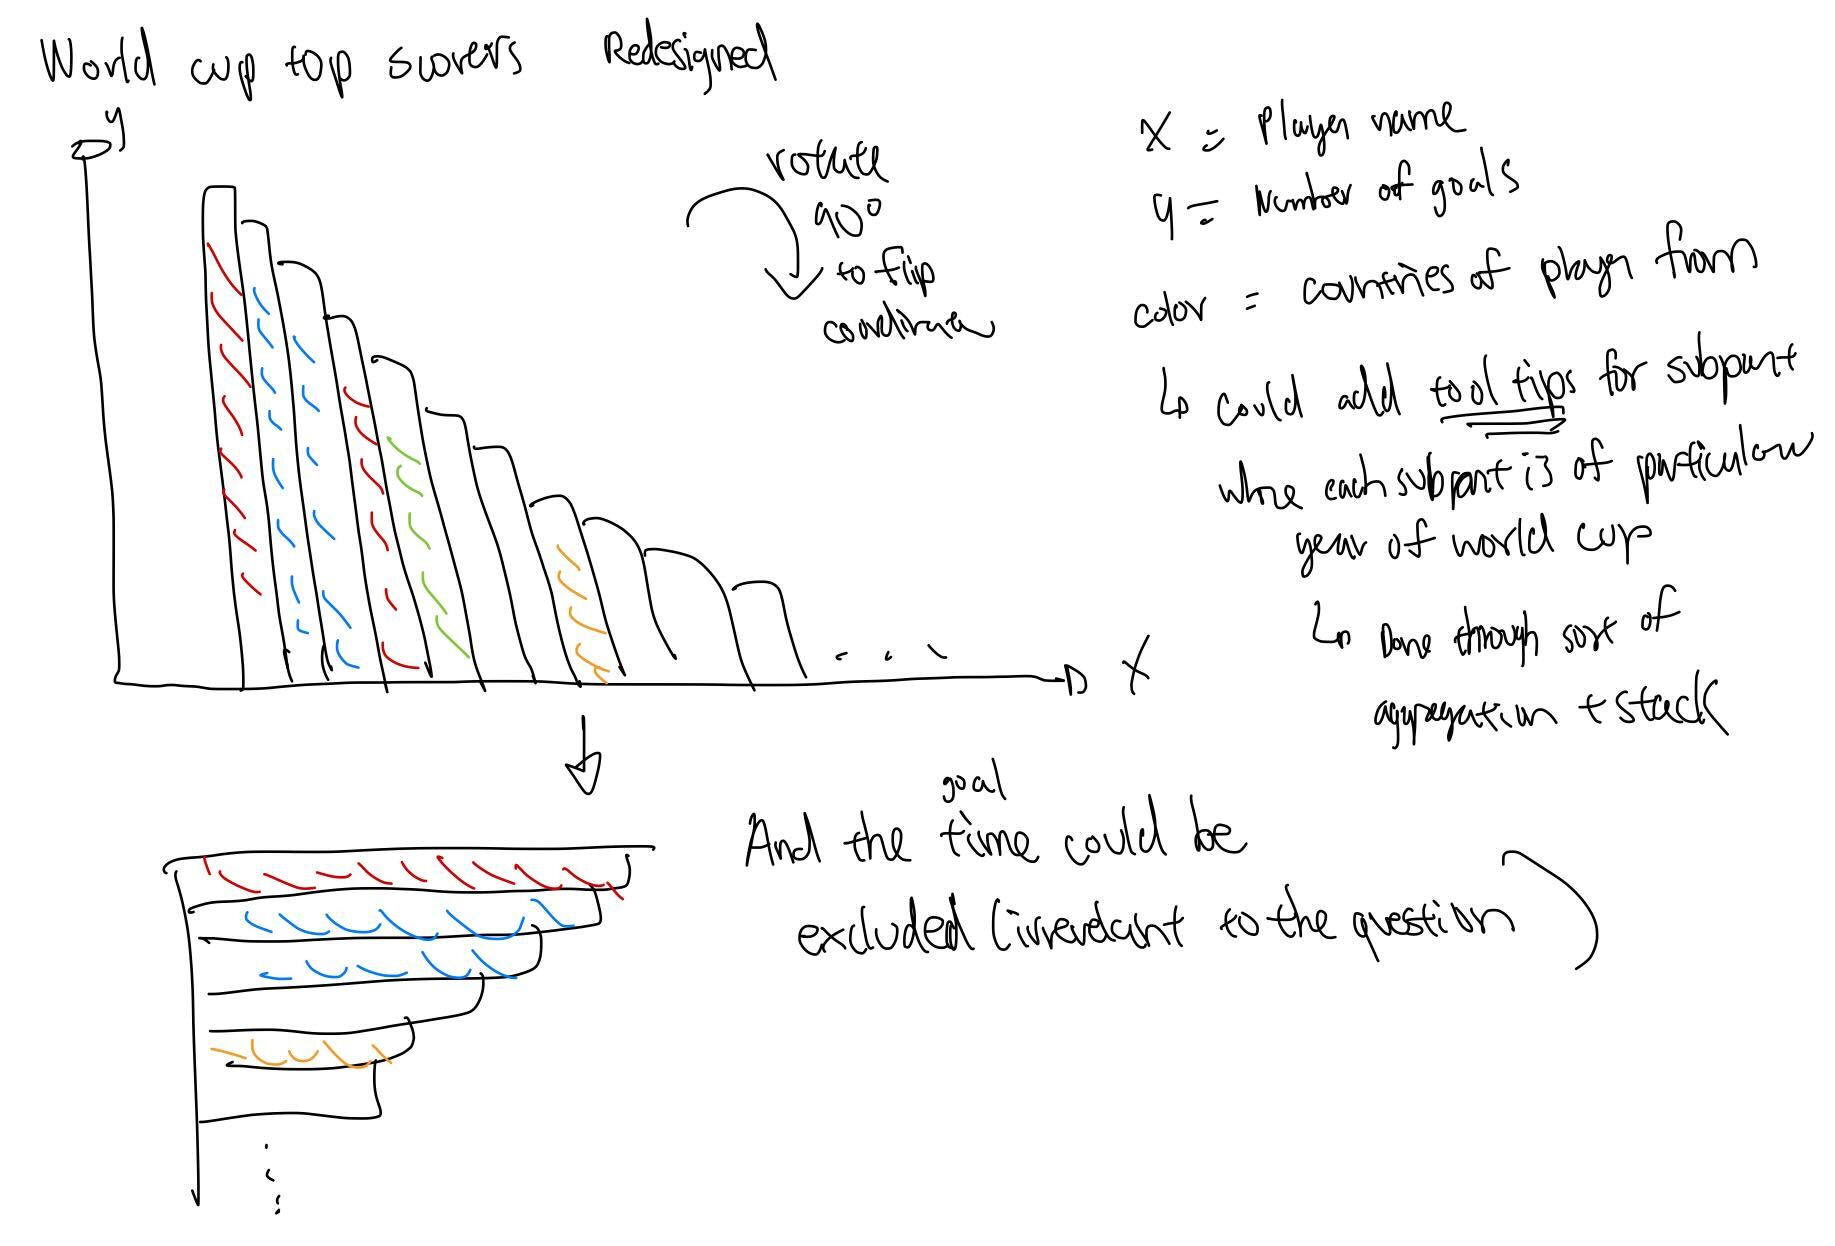 World cup top scorers Redesigned
y
rotate
90°
to flip
coordinate
X = Player name
y = Number of goals
color = countries of player from
↳ could add tool tips for subpart
where each subpart is of particular
year of world cup
↳ Done through sort of
aggregation + stack
X
goal
And the time could be
excluded (irrevelant to the question)